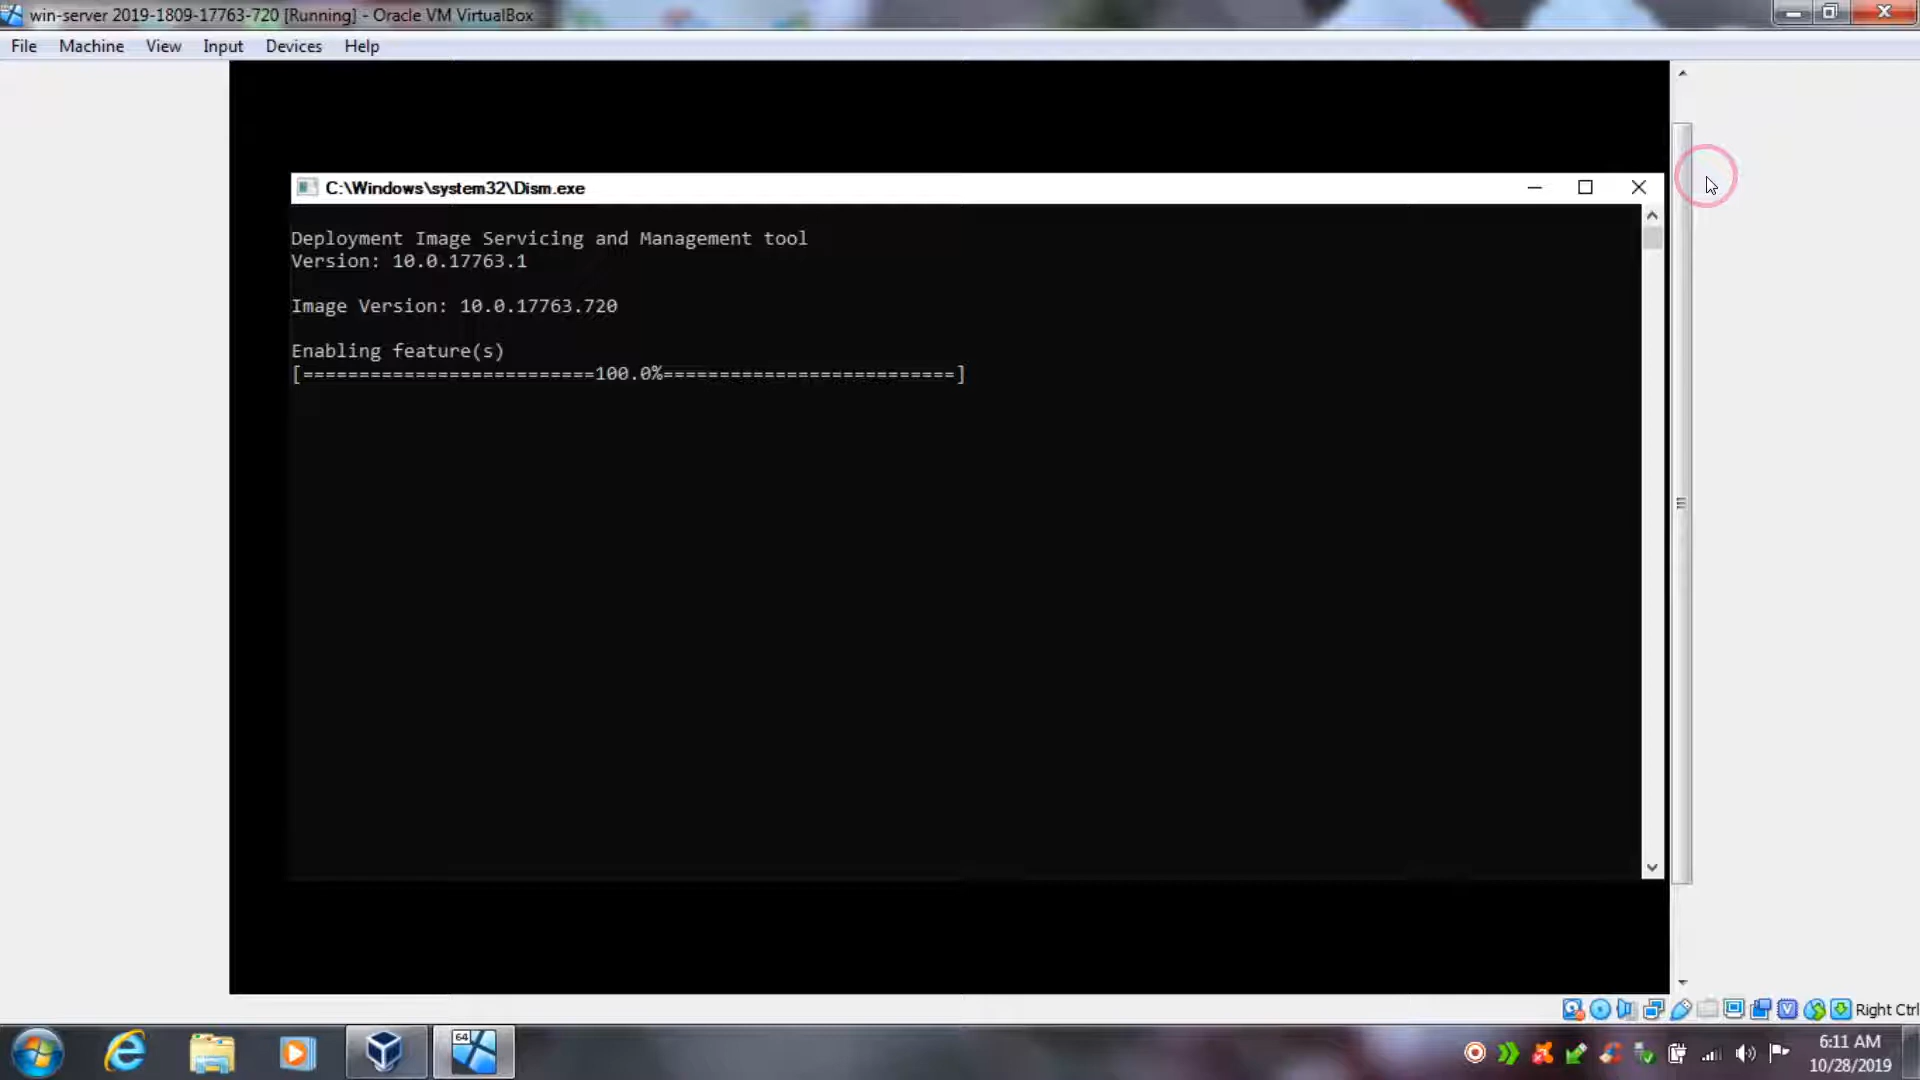 win-server 2019-1809-17763-720 [Running] - Oracle VM VirtualBox
File Machine View Input Devices Help
C:\Windows\system32\Dism.exe
Deployment Image Servicing and Management tool
Version: 10.0.17763.1
Image Version: 10.0.17763.720
Enabling feature(s)
[==========================100.0%==========================]
Right Ctrl
64
6:11 AM
10/28/2019